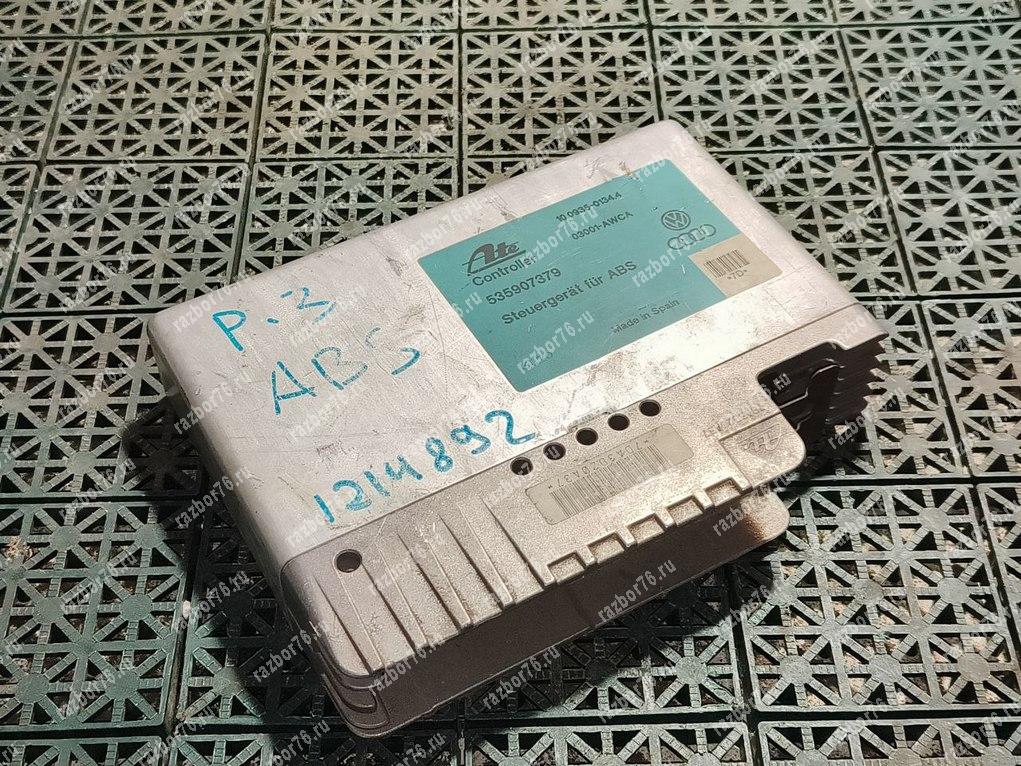 10.0935-0134.4
03001-AWCA
Ate
Controller
535907379
Steuergerät für ABS
Made in Spain
*7D*
P.3
ABS
1214892
razbor76.ru